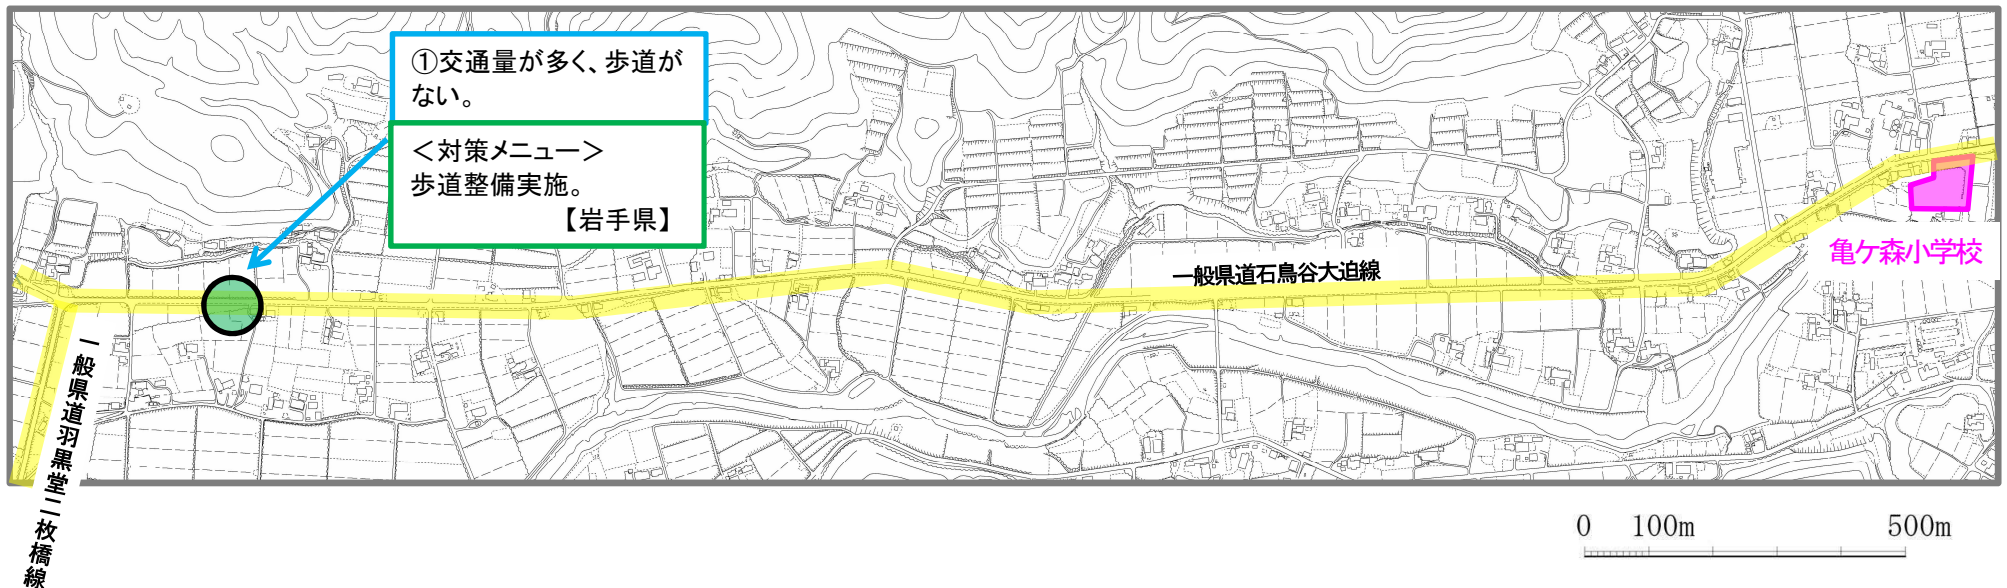 ①交通量が多く、歩道が
ない。
＜対策メニュー＞
歩道整備実施。
【岩手県】
一般県道石鳥谷大迫線
亀ケ森小学校
一般県道羽黒堂二枚橋線
0 100m 500m